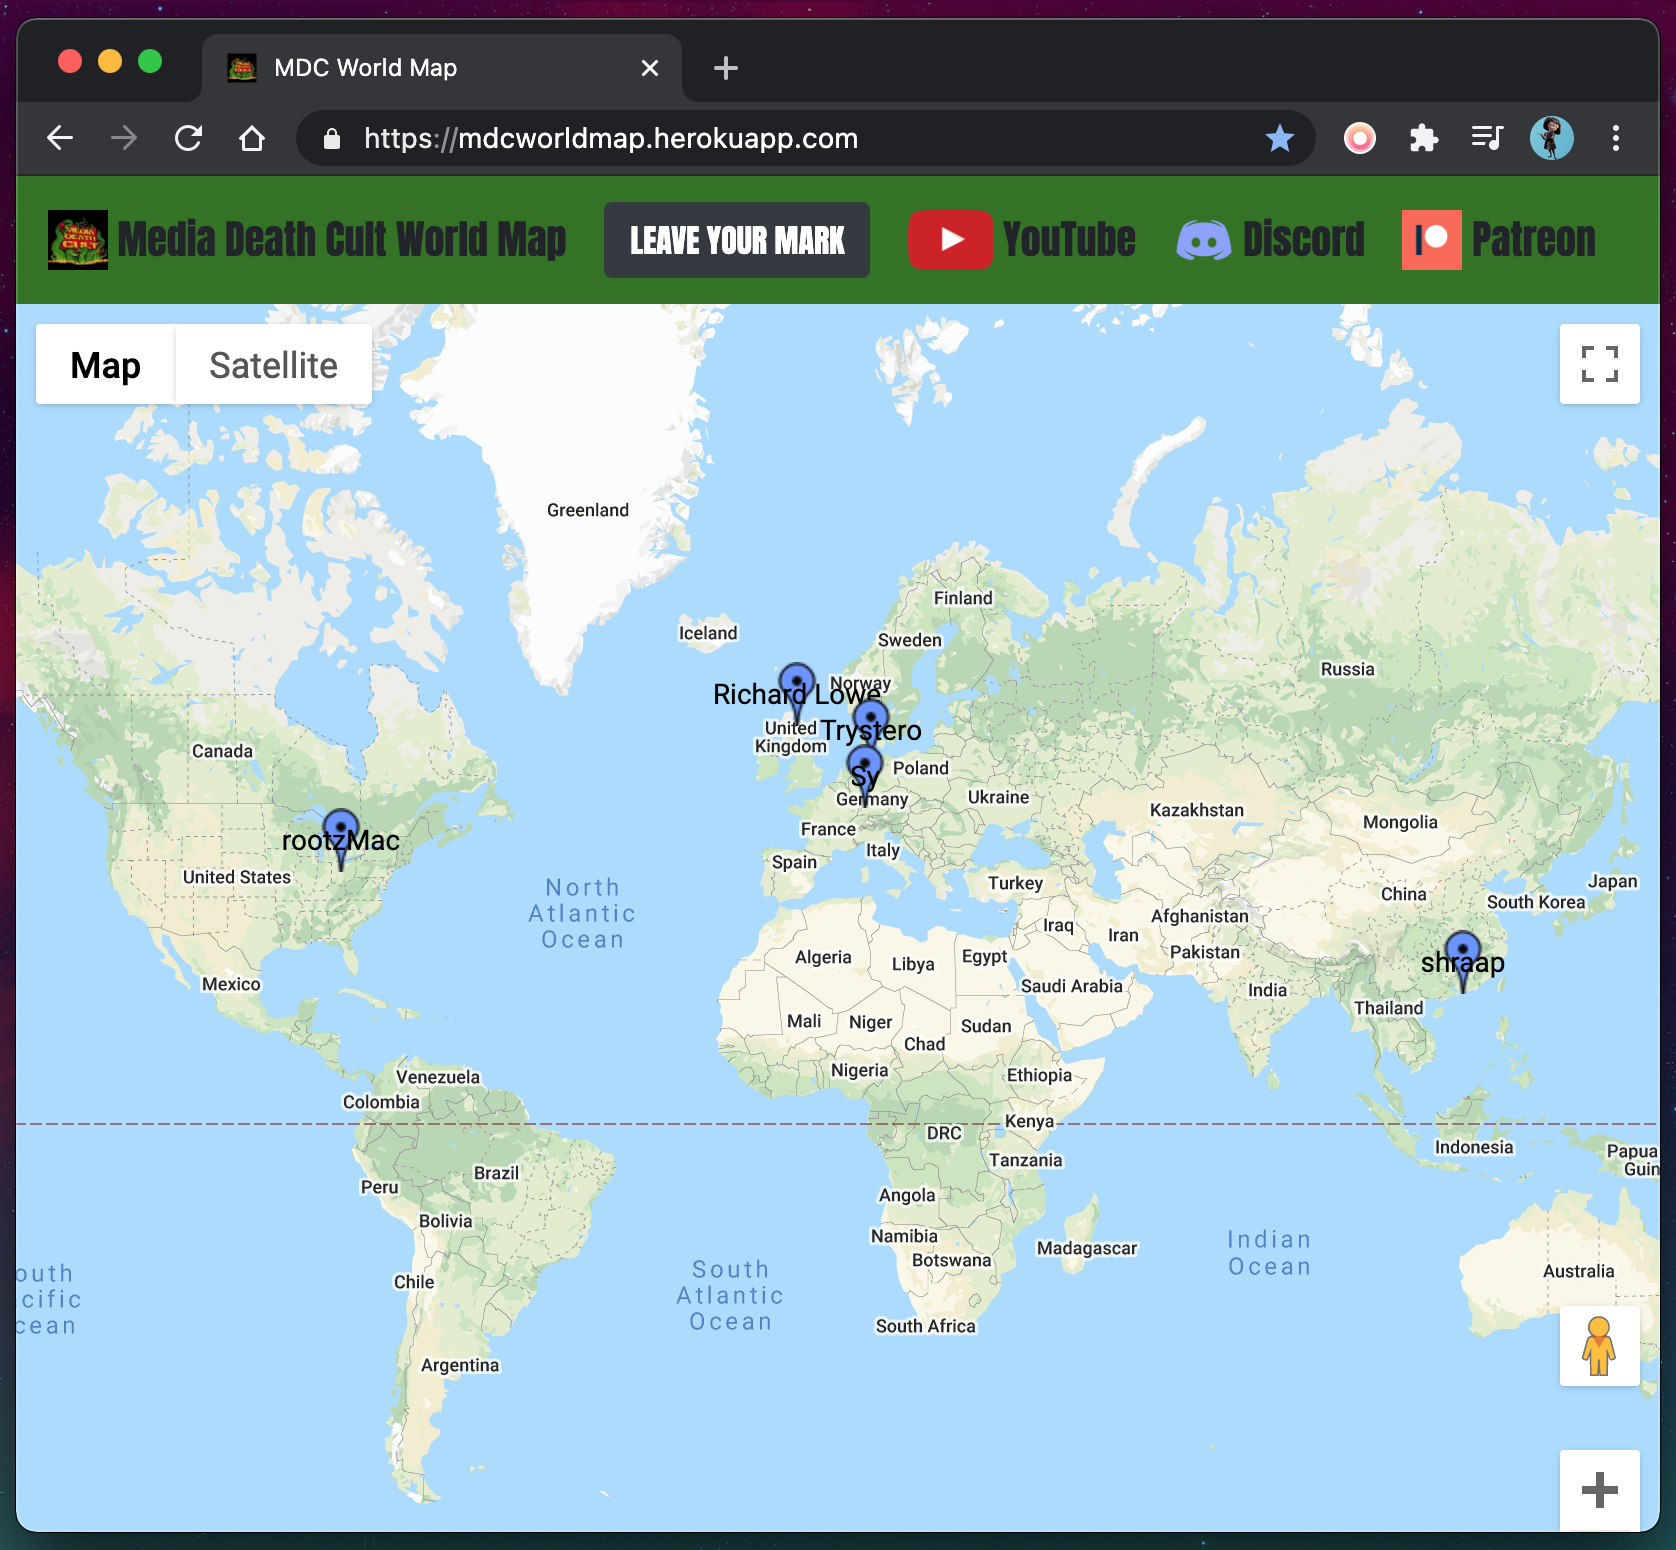 MDC World Map
https://mdcworldmap.herokuapp.com
MEDIA DEATH CULT
Media Death Cult World Map
LEAVE YOUR MARK
YouTube
Discord
Patreon
Map
Satellite
Greenland
Finland
Iceland
Sweden
Russia
Norway
Richard Lowe
United
Kingdom
Trystero
Canada
Sy
Poland
Germany
Ukraine
Kazakhstan
Mongolia
France
rootzMac
Italy
Spain
United States
Turkey
China
Japan
South Korea
North
Atlantic
Ocean
Afghanistan
Iraq
Iran
Pakistan
Algeria
Libya
Egypt
shraap
Mexico
Saudi Arabia
India
Thailand
Mali
Niger
Sudan
Chad
Nigeria
Ethiopia
Venezuela
Colombia
Kenya
DRC
Indonesia
Papua
Guin
Tanzania
Brazil
Peru
Angola
Bolivia
Namibia
Botswana
Madagascar
Indian
Ocean
Australia
outh
cific
cean
Chile
South
Atlantic
Ocean
South Africa
Argentina